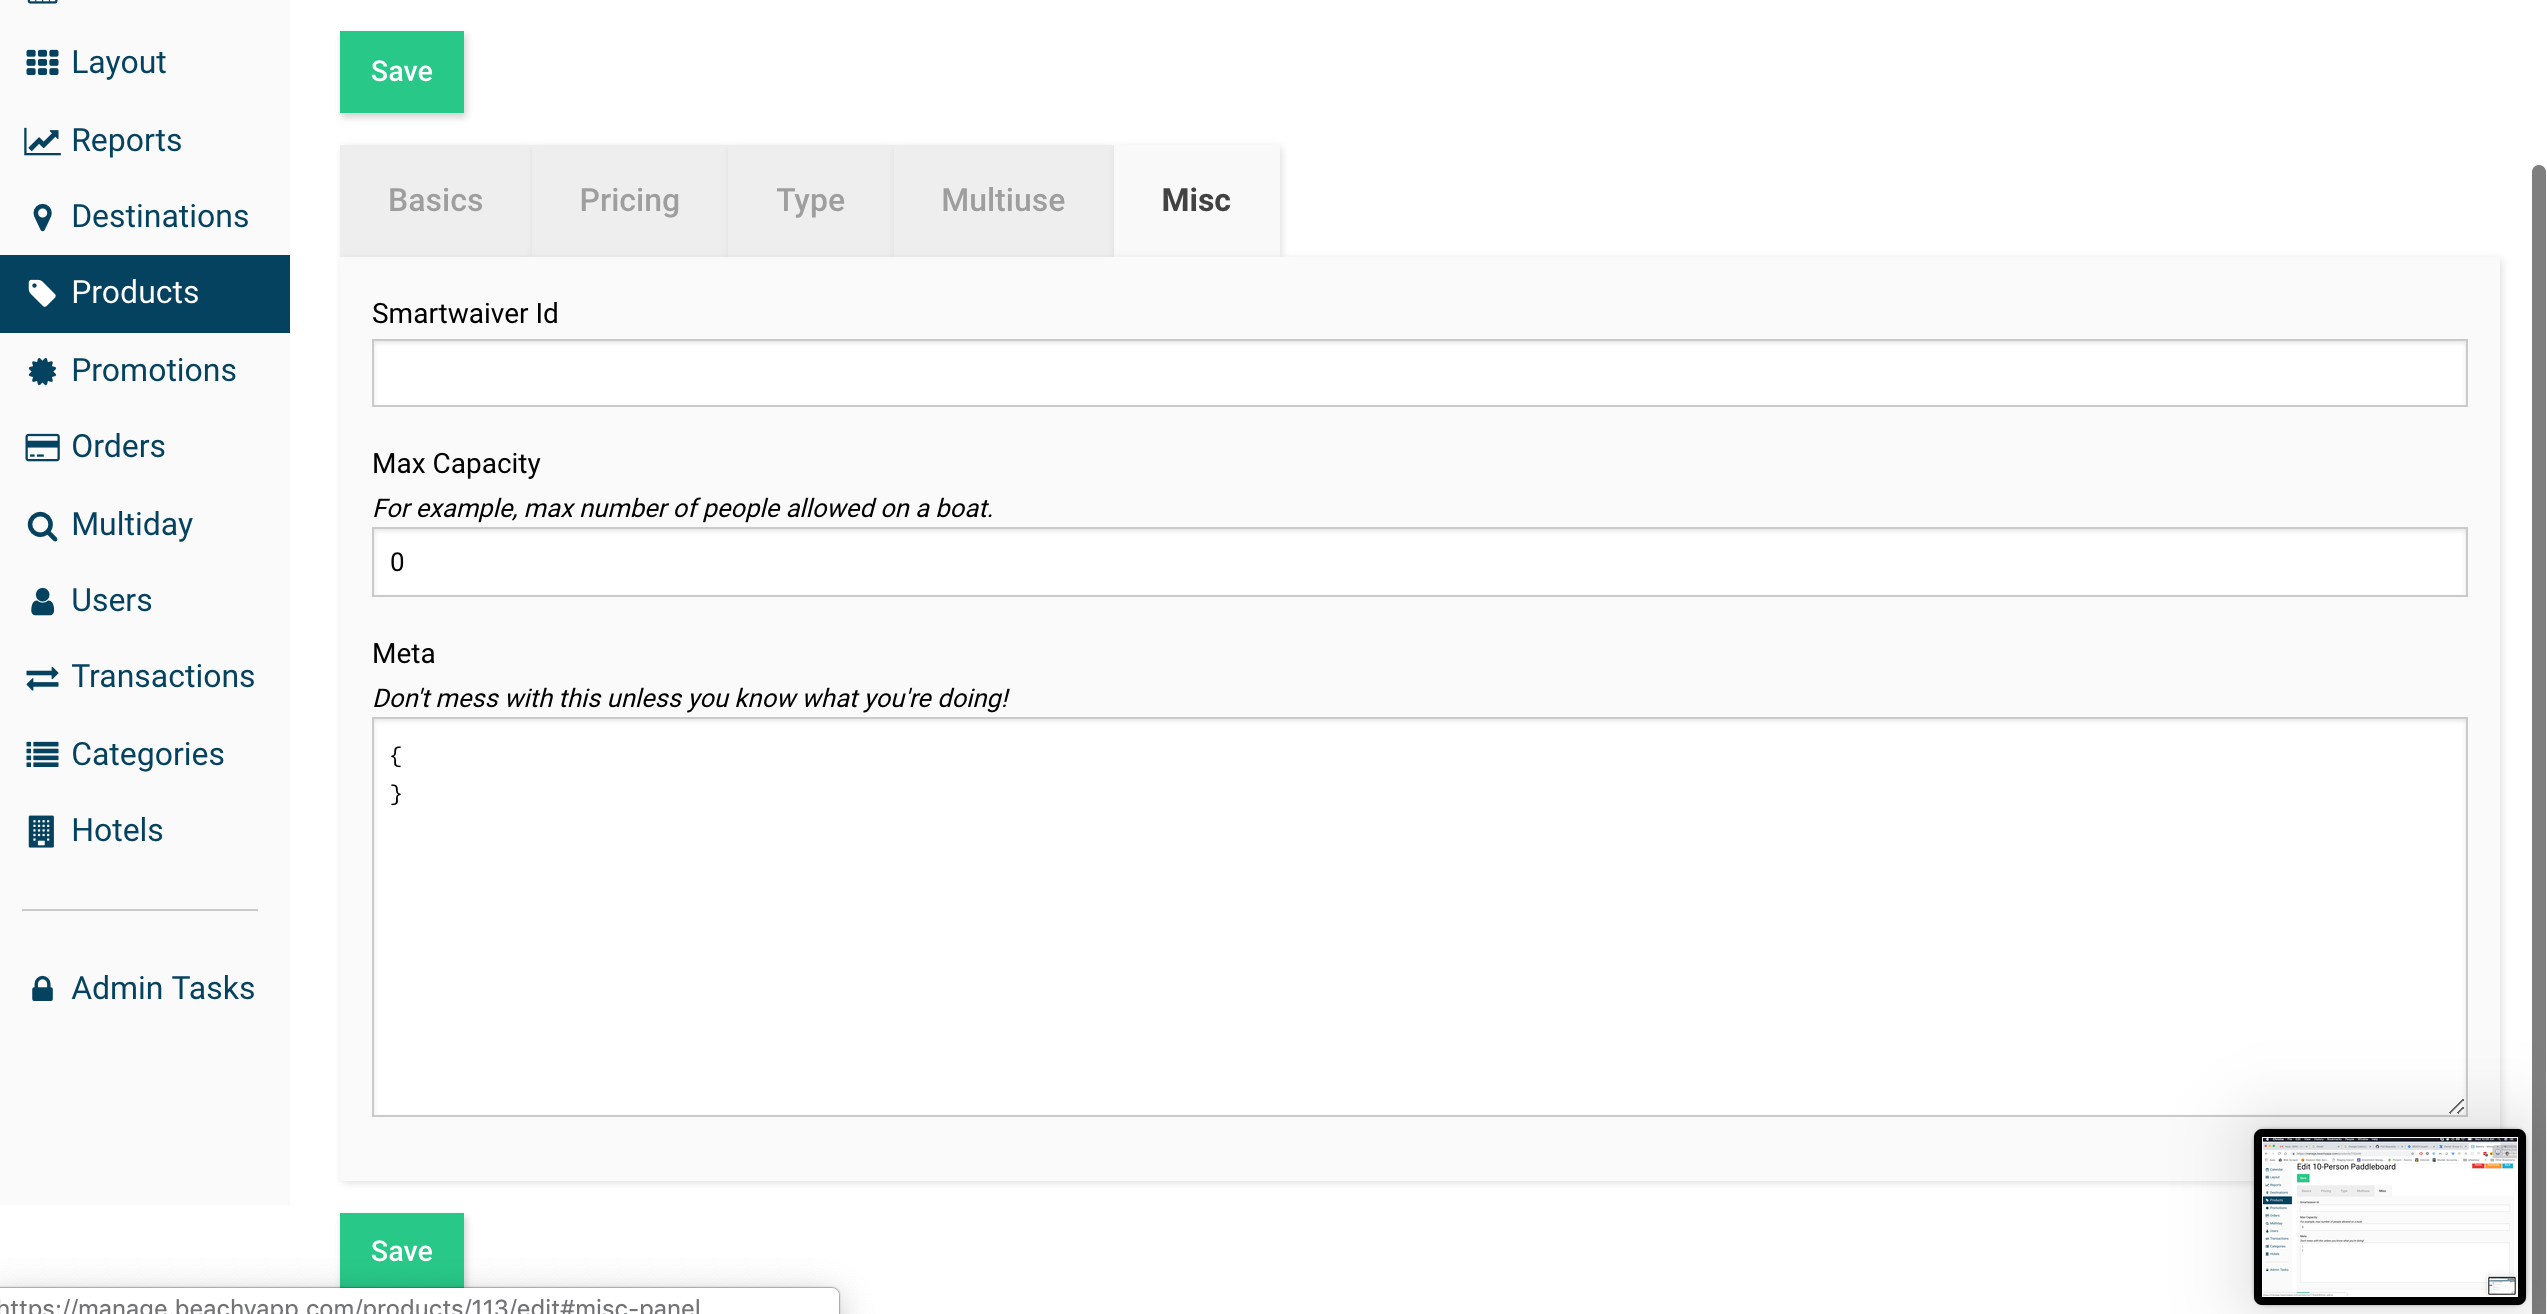 Layout
Reports
Destinations
Products
Promotions
Orders
Multiday
Users
Transactions
Categories
Hotels
Admin Tasks
Save
Basics
Pricing
Type
Multiuse
Misc
Smartwaiver Id
Max Capacity
For example, max number of people allowed on a boat.
0
Meta
Don't mess with this unless you know what you're doing!
{
}
Save
https://manage.beachyapp.com/products/113/edit#misc-panel
Edit 10-Person Paddleboard